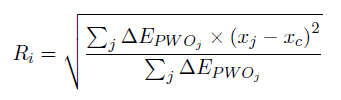 R_i = \sqrt{\frac{\sum_j \Delta E_{PWO_j} \times (x_j - x_c)^2}{\sum_j \Delta E_{PWO_j}}}